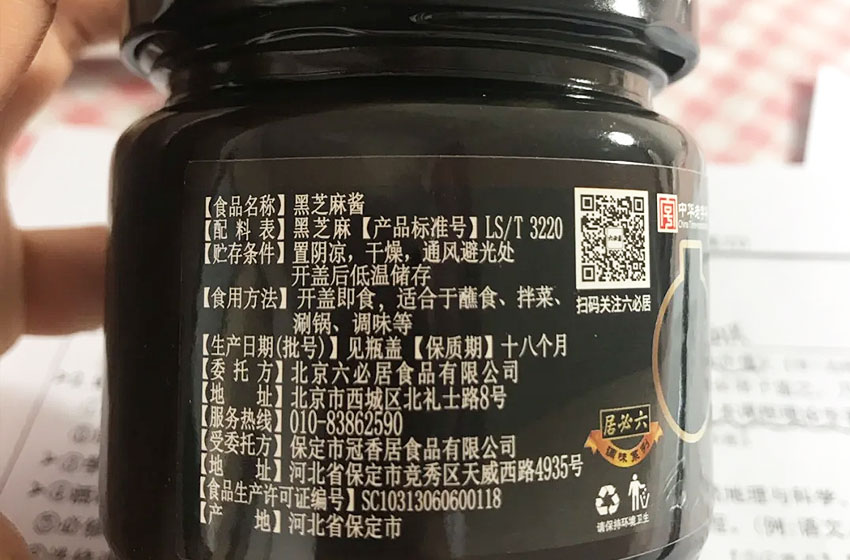 【食品名称】黑芝麻酱
【配 料 表】黑芝麻【产品标准号】LS/T 3220
【贮存条件】置阴凉，干燥，通风避光处
开盖后低温储存
【食用方法】开盖即食，适合于蘸食、拌菜、
涮锅、调味等
【生产日期(批号)】见瓶盖【保质期】十八个月
【委 托 方】北京六必居食品有限公司
【地 址】北京市西城区北礼士路8号
【服务热线】010-83862590
【受委托方】保定市冠香居食品有限公司
【地 址】河北省保定市竞秀区天威西路4935号
【食品生产许可证编号】SC10313060600118
【产 地】河北省保定市
扫码关注六必居
中华老字
居必六
调味系列
请保持环境卫生